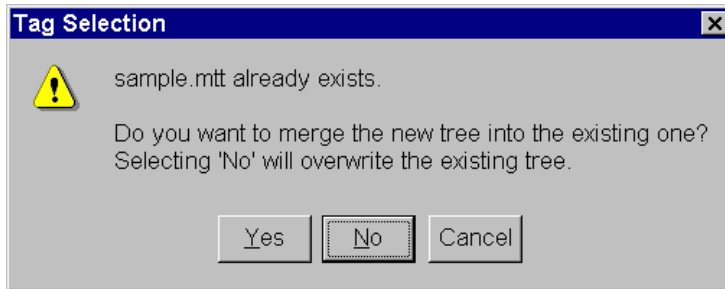 Tag Selection
sample.mtt already exists.
Do you want to merge the new tree into the existing one?
Selecting 'No' will overwrite the existing tree.
Yes No Cancel